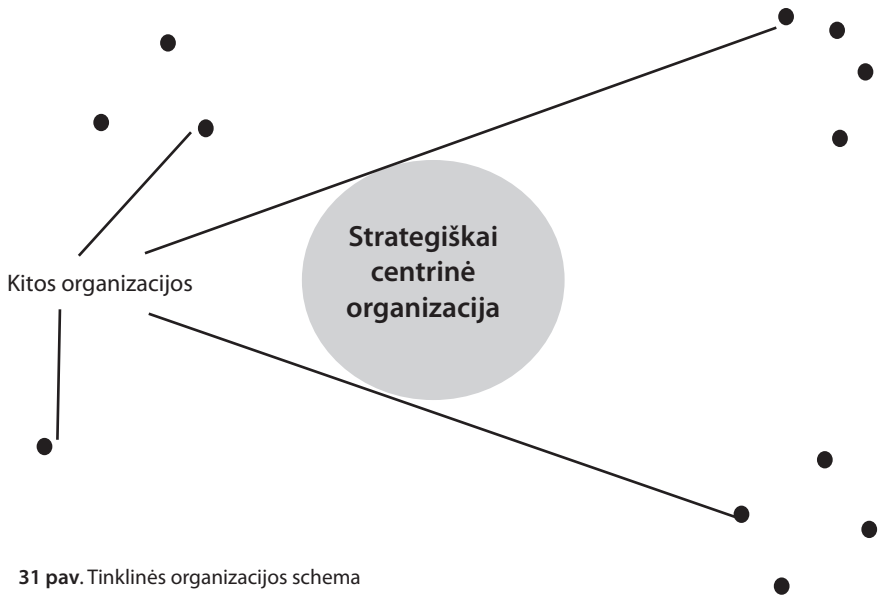 Strategiškai
centrinė
organizacija
Kitos organizacijos
31 pav. Tinklinės organizacijos schema